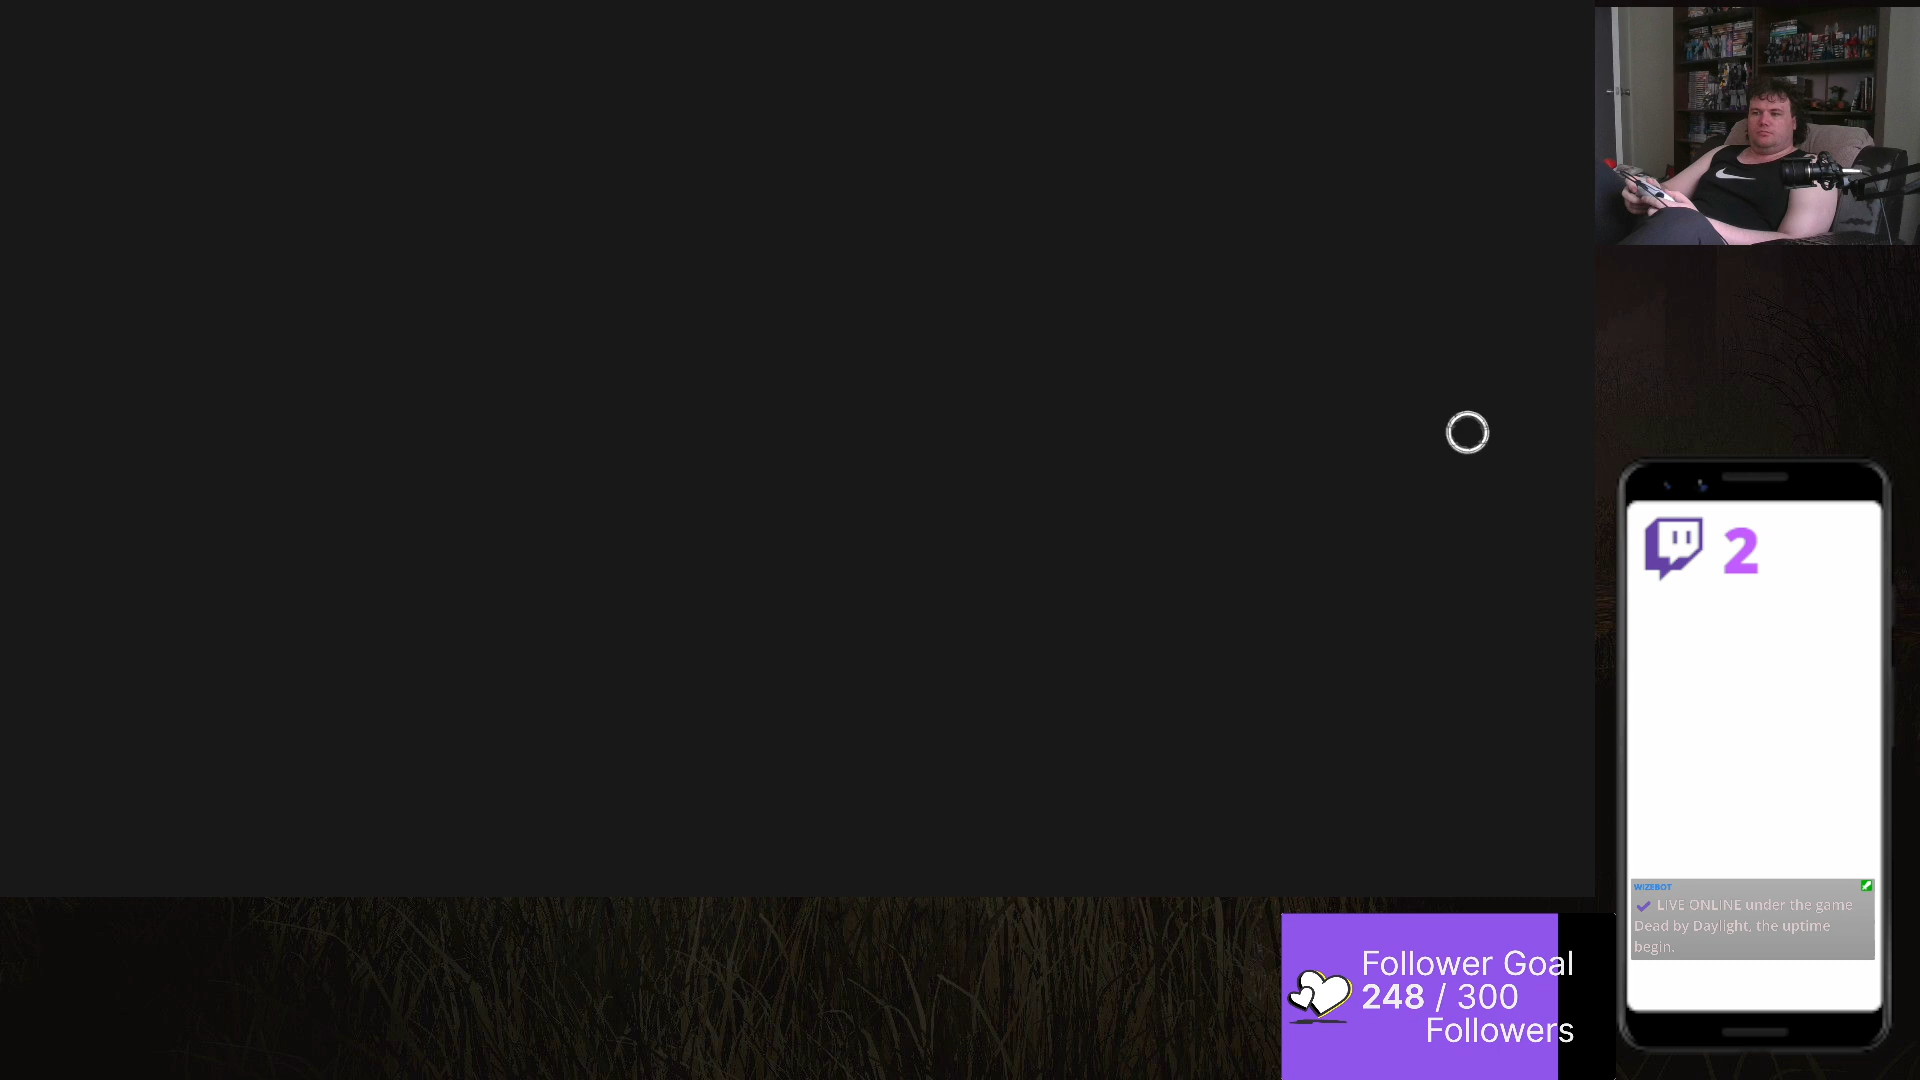 2
WIZEBOT
LIVE ONLINE under the game
Dead by Daylight, the uptime
begin.
Follower Goal
248 / 300
Followers